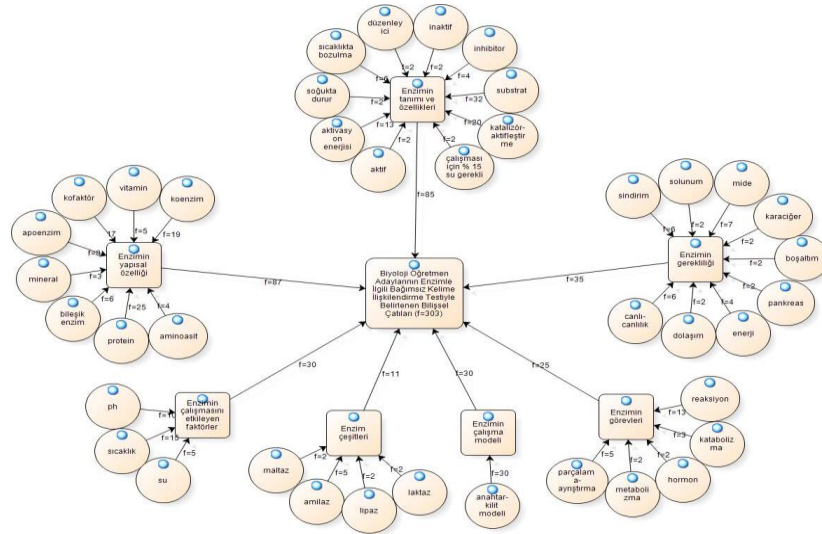 düzenley
ici
inaktif
sıcaklıkta
bozulma
inhibitor
soğukta
durur
substrat
aktivasy
on
enerjisi
katalizör-
aktifleştir
me
aktif
çalışması
için % 15
su gerekli
f=2
f=2
f=4
f=2
f=32
f=13
f=20
f=2
f=2
Enzimin
tanımı ve
özellikleri
f=85
vitamin
kofaktör
koenzim
apoenzim
mineral
bileşik
enzim
protein
aminoasit
17
f=5
f=19
f=3
f=6
f=25
f=4
Enzimin
yapısal
özelliği
f=87
Biyoloji Öğretmen
Adaylarının Enzimle
İlgili Bağımsız Kelime
İlişkilendirme Testiyle
Belirlenen Bilişsel
Çatıları (f=303)
solunum
mide
sindirim
karaciğer
boşaltım
pankreas
canlı-
canlılık
dolaşım
enerji
f=6
f=2
f=7
f=2
f=2
f=2
f=6
f=2
f=4
Enzimin
gerekliliği
f=35
ph
sıcaklık
su
f=15
f=5
Enzimin
çalışmasını
etkileyen
faktörler
f=30
Enzim
çeşitleri
f=11
maltaz
amilaz
lipaz
laktaz
f=2
f=5
f=2
f=2
Enzimin
çalışma
modeli
f=30
f=30
anahtar-
kilit
modeli
Enzimin
görevleri
f=25
reaksiyon
kataboliz
ma
hormon
metaboli
zma
parçalam
a-ayrıştırma
f=13
f=3
f=2
f=2
f=5